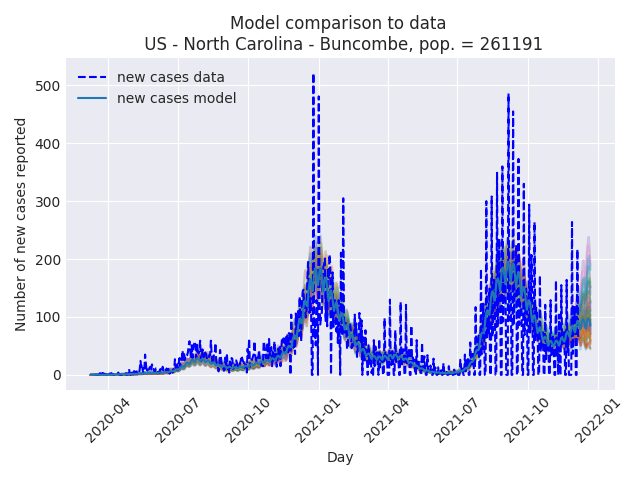 Model comparison to data
US - North Carolina - Buncombe, pop. = 261191
new cases data
new cases model
Number of new cases reported
500
400
300
200
100
0
2020-04
2020-07
2020-10
2021-01
2021-04
2021-07
2021-10
2022-01
Day